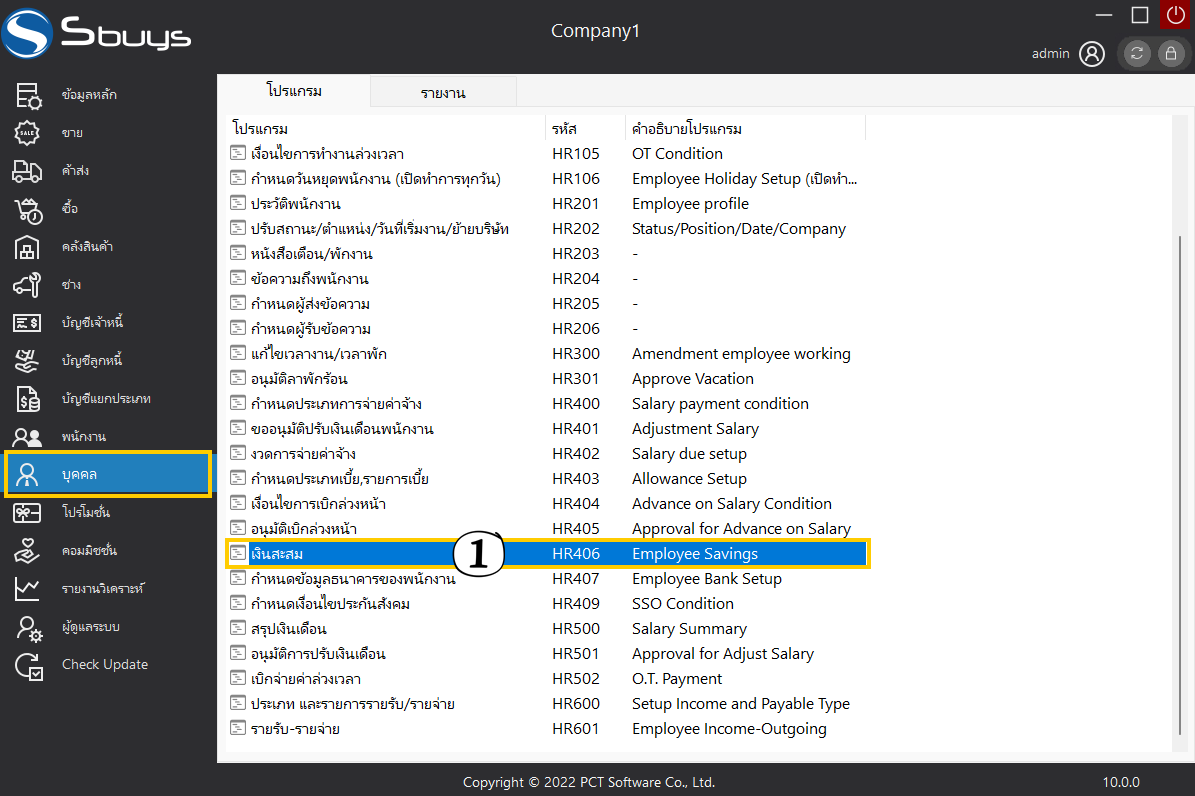 Sbuys
Company1
admin
ข้อมูลหลัก
ขาย
ค้าส่ง
ซื้อ
คลังสินค้า
ช่าง
บัญชีเจ้าหนี้
บัญชีลูกหนี้
บัญชีแยกประเภท
พนักงาน
บุคคล
โปรโมชั่น
คอมมิชชั่น
รายงานวิเคราะห์
ผู้ดูแลระบบ
Check Update
SALE
โปรแกรม รายงาน
โปรแกรม รหัส คำอธิบายโปรแกรม
เงื่อนไขการทำงานล่วงเวลา HR105 OT Condition
กำหนดวันหยุดพนักงาน (เปิดทำการทุกวัน) HR106 Employee Holiday Setup (เปิดทำ...
ประวัติพนักงาน HR201 Employee profile
ปรับสถานะ/ตำแหน่ง/วันที่เริ่มงาน/ย้ายบริษัท HR202 Status/Position/Date/Company
หนังสือเตือน/พักงาน HR203 -
ข้อความถึงพนักงาน HR204 -
กำหนดผู้ส่งข้อความ HR205 -
กำหนดผู้รับข้อความ HR206 -
แก้ไขเวลางาน/เวลาพัก HR300 Amendment employee working
อนุมัติลาพักร้อน HR301 Approve Vacation
กำหนดประเภทการจ่ายค่าจ้าง HR400 Salary payment condition
ขออนุมัติปรับเงินเดือนพนักงาน HR401 Adjustment Salary
งวดการจ่ายค่าจ้าง HR402 Salary due setup
กำหนดประเภทเบี้ย,รายการเบี้ย HR403 Allowance Setup
เงื่อนไขการเบิกล่วงหน้า HR404 Advance on Salary Condition
อนุมัติเบิกล่วงหน้า HR405 Approval for Advance on Salary
เงินสะสม 1 HR406 Employee Savings
กำหนดข้อมูลธนาคารของพนักงาน HR407 Employee Bank Setup
กำหนดเงื่อนไขประกันสังคม HR409 SSO Condition
สรุปเงินเดือน HR500 Salary Summary
อนุมัติการปรับเงินเดือน HR501 Approval for Adjust Salary
เบิกจ่ายค่าล่วงเวลา HR502 O.T. Payment
ประเภท และรายการรายรับ/รายจ่าย HR600 Setup Income and Payable Type
รายรับ-รายจ่าย HR601 Employee Income-Outgoing
Copyright © 2022 PCT Software Co., Ltd. 10.0.0